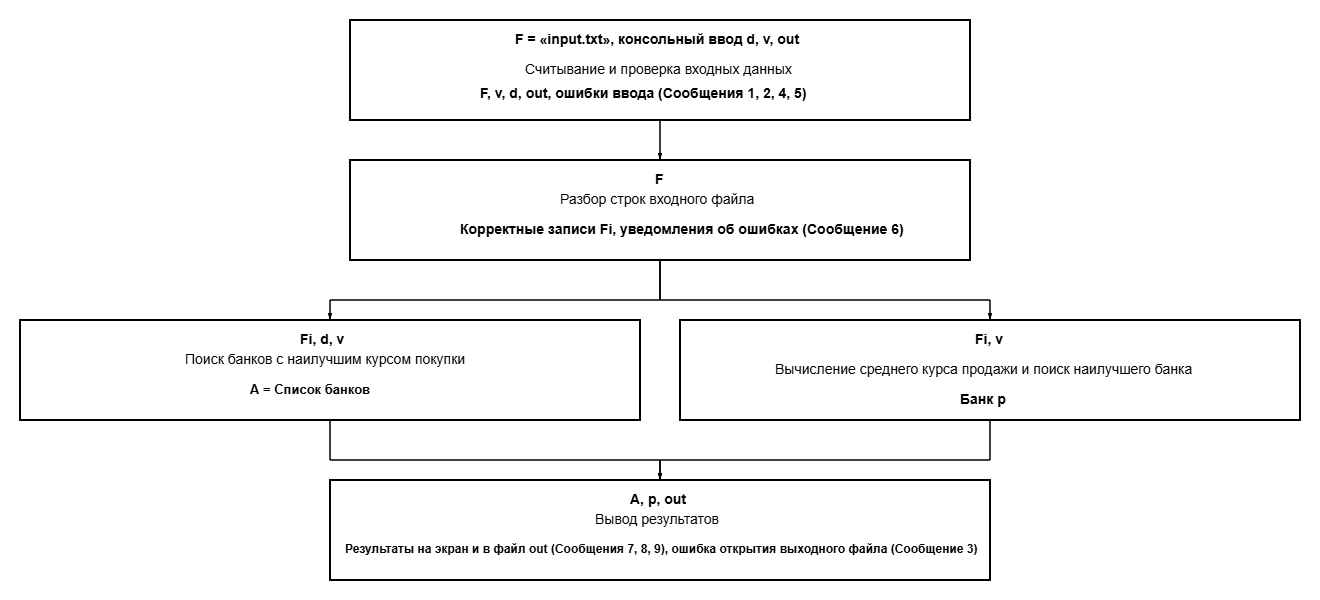 F = «input.txt», консольный ввод d, v, out
Считывание и проверка входных данных
F, v, d, out, ошибки ввода (Сообщения 1, 2, 4, 5)
F
Разбор строк входного файла
Корректные записи Fi, уведомления об ошибках (Сообщение 6)
Fi, d, v
Поиск банков с наилучшим курсом покупки
A = Список банков
Fi, v
Вычисление среднего курса продажи и поиск наилучшего банка
Банк p
A, p, out
Вывод результатов
Результаты на экран и в файл out (Сообщения 7, 8, 9), ошибка открытия выходного файла (Сообщение 3)